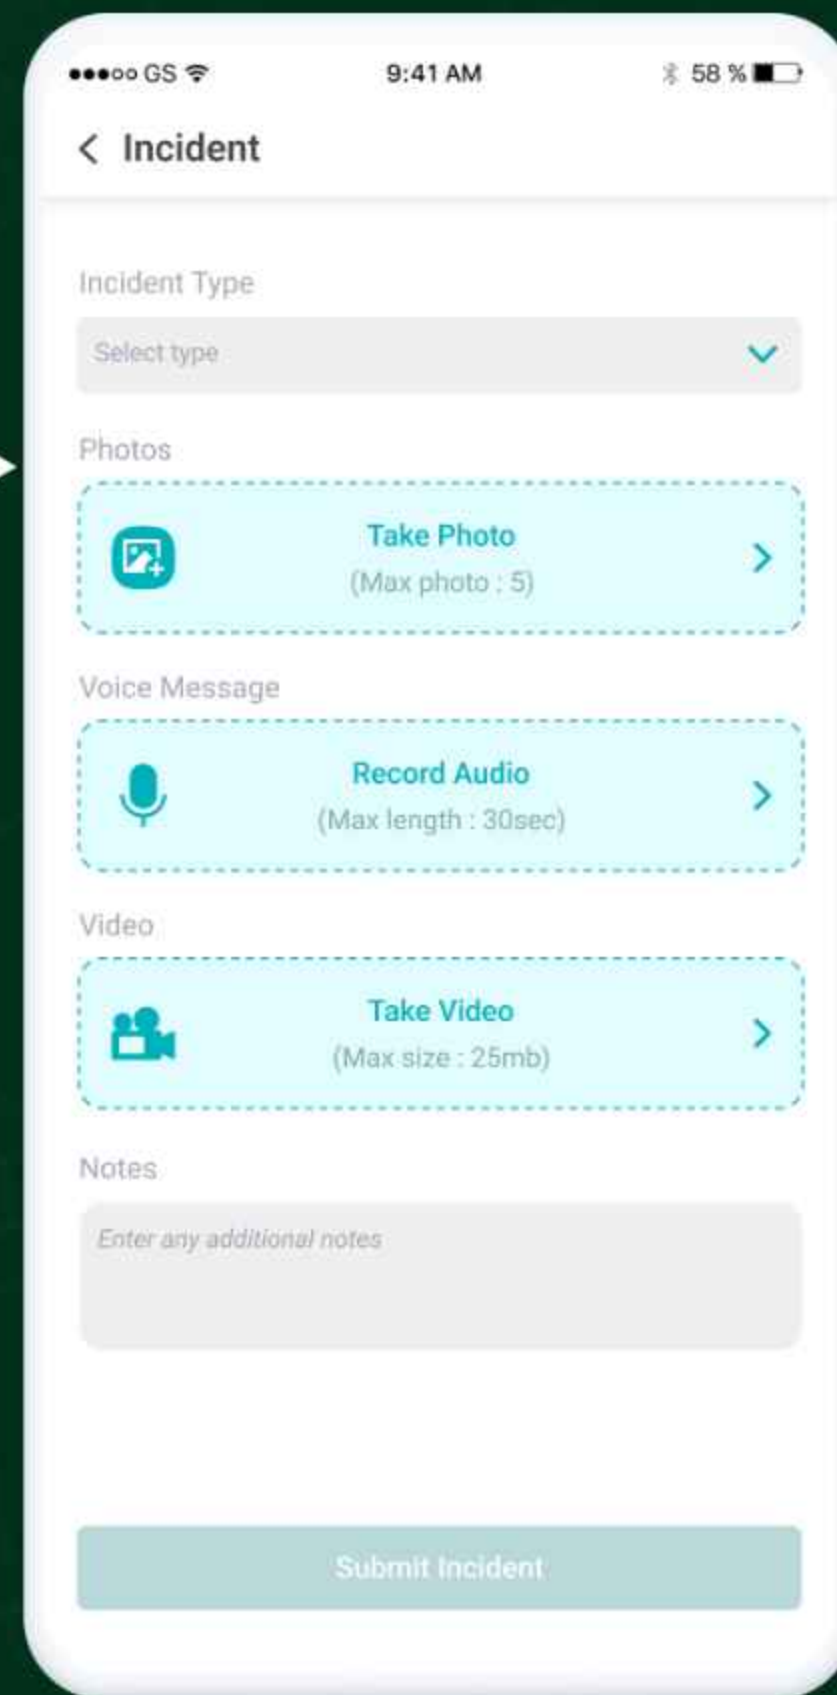 GS 9:41 AM 58 %
Incident
Incident Type
Select type
Photos
Take Photo
(Max photo : 5)
Voice Message
Record Audio
(Max length : 30sec)
Video
Take Video
(Max size : 25mb)
Notes
Enter any additional notes
Submit Incident